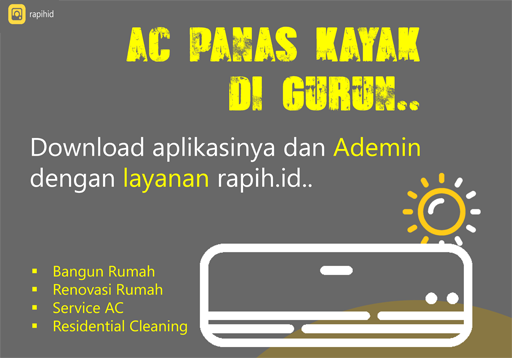 rapihid
AC PANAS KAYAK
DI GURUN..
Download aplikasinya dan Ademin
dengan layanan rapih.id..
▪ Bangun Rumah
▪ Renovasi Rumah
▪ Service AC
▪ Residential Cleaning